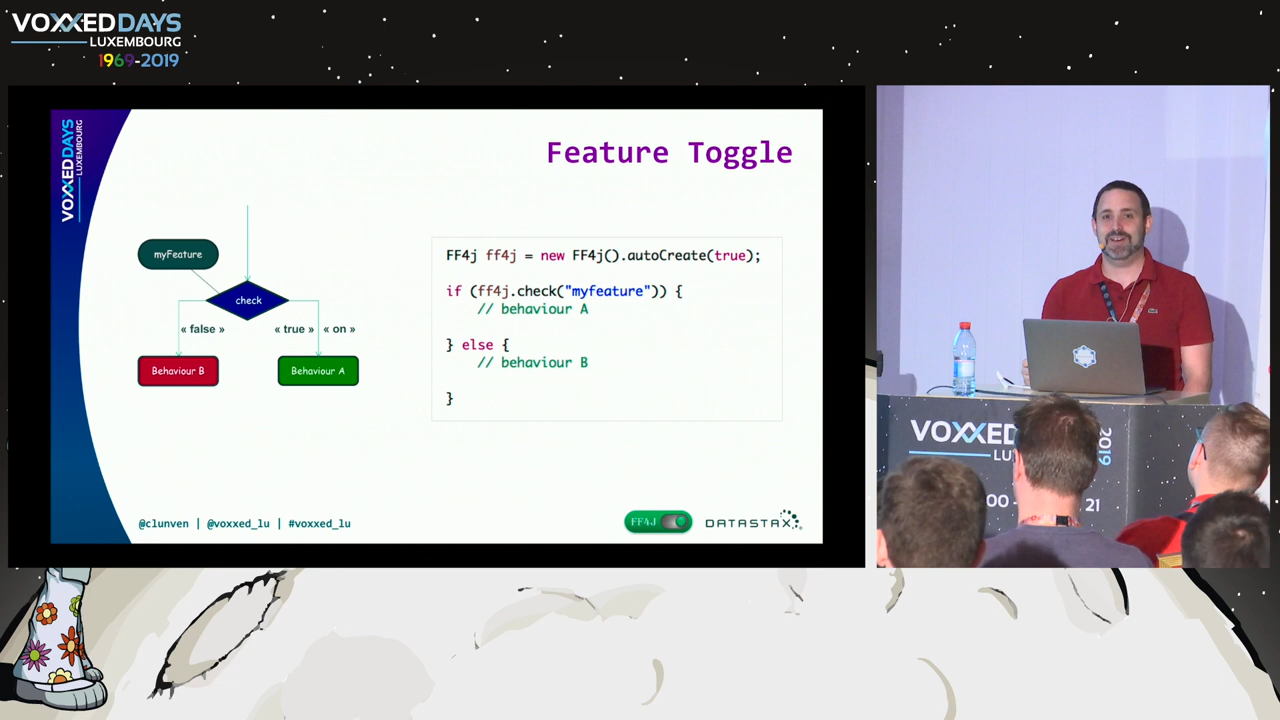 VOXXED DAYS
LUXEMBOURG
1969-2019
VOXXED DAYS
LUXEMBOURG
Feature Toggle
myFeature
check
« false »
« true »
« on »
Behaviour B
Behaviour A
FF4j ff4j = new FF4j().autoCreate(true);
if (ff4j.check("myfeature")) {
// behaviour A
} else {
// behaviour B
}
@clunven | @voxxed_lu | #voxxed_lu
FF4J
DATASTAX
VOXXED
LU
2019
00 -
21